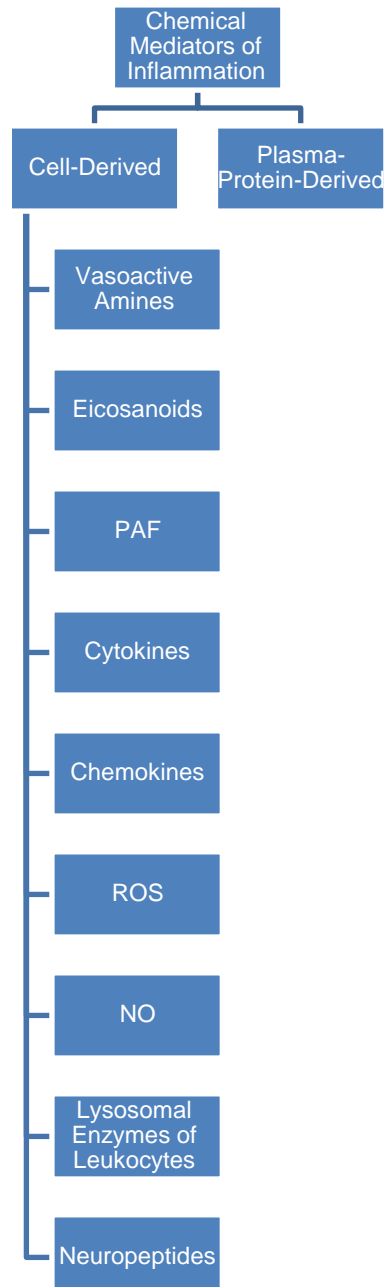 Chemical
Mediators of
Inflammation
Cell-Derived
Plasma-
Protein-Derived
Vasoactive
Amines
Eicosanoids
PAF
Cytokines
Chemokines
ROS
NO
Lysosomal
Enzymes of
Leukocytes
Neuropeptides